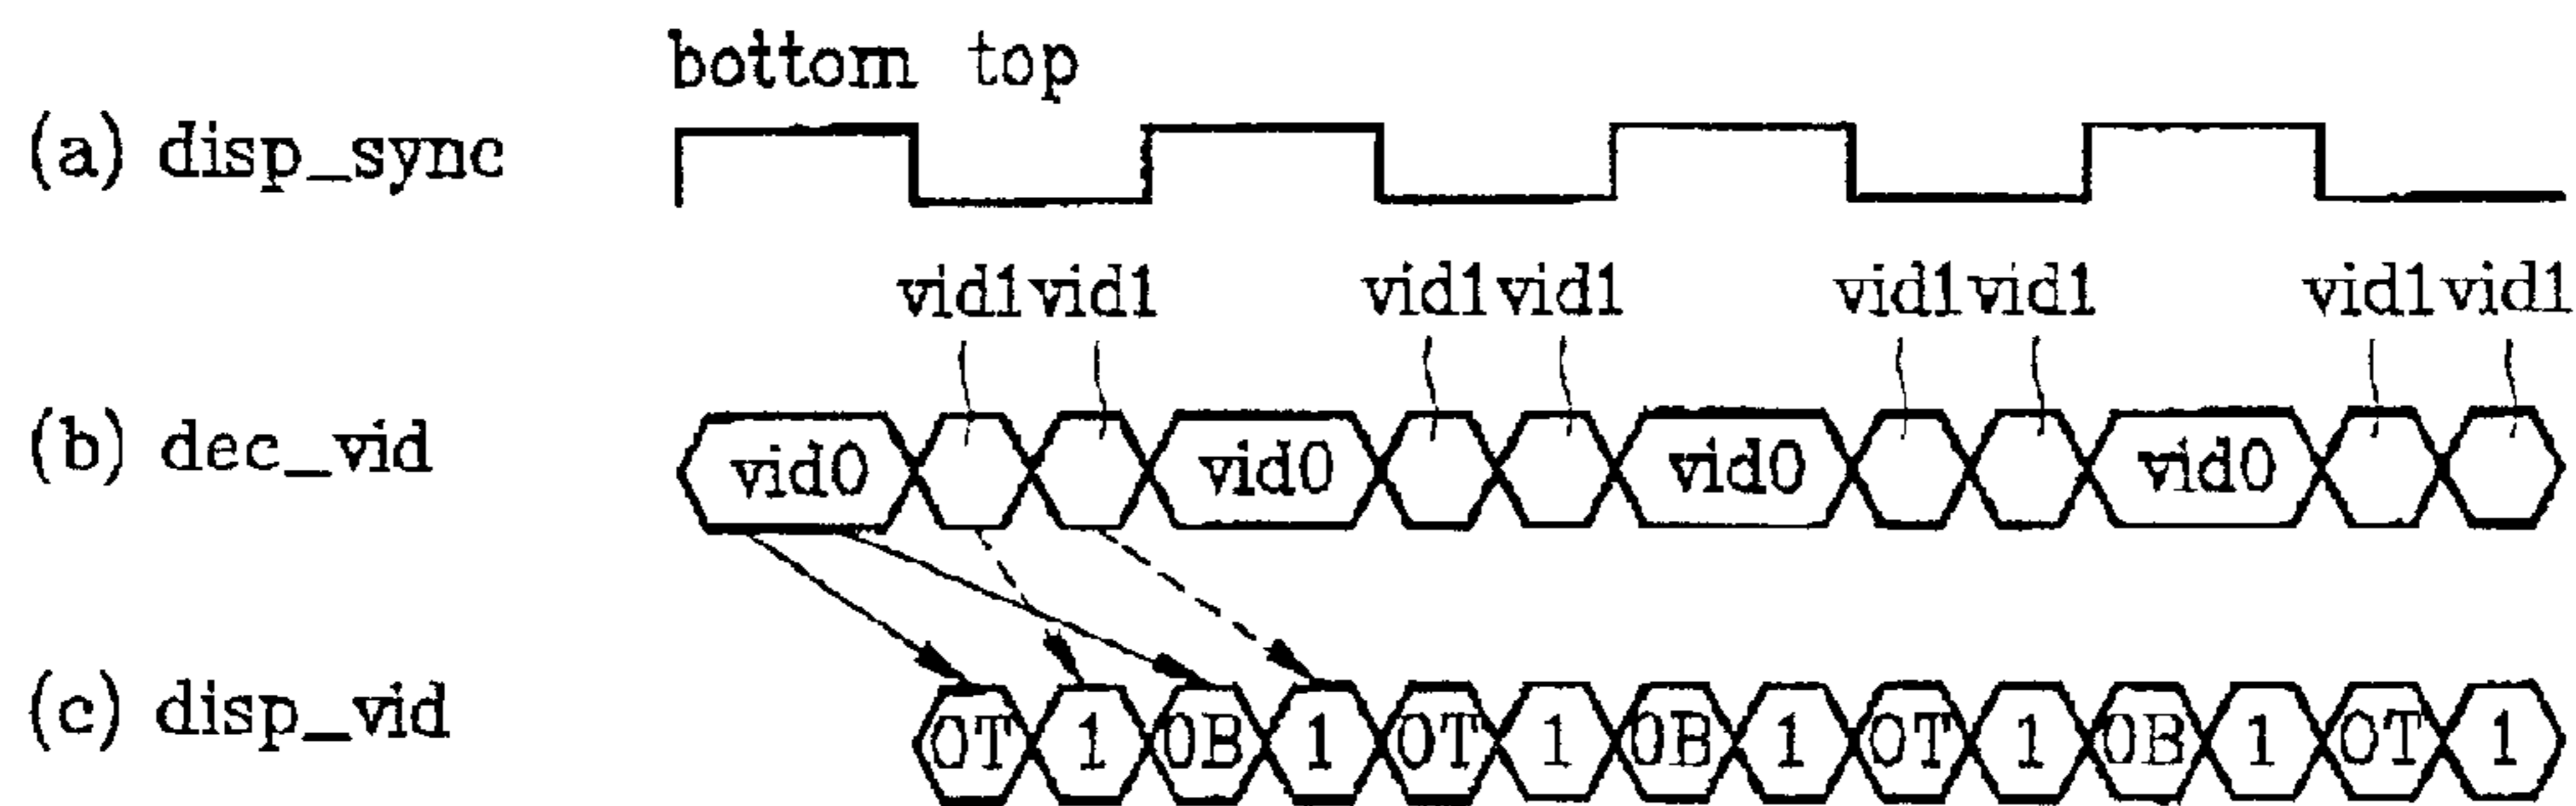 bottom top
(a) disp_sync
vid1 vid1 vid1 vid1 vid1 vid1 vid1 vid1
(b) dec_vid vid0 vid0 vid0 vid0
(c) disp_vid 0T 1 0B 1 0T 1 0B 1 0T 1 0B 1 0T 1